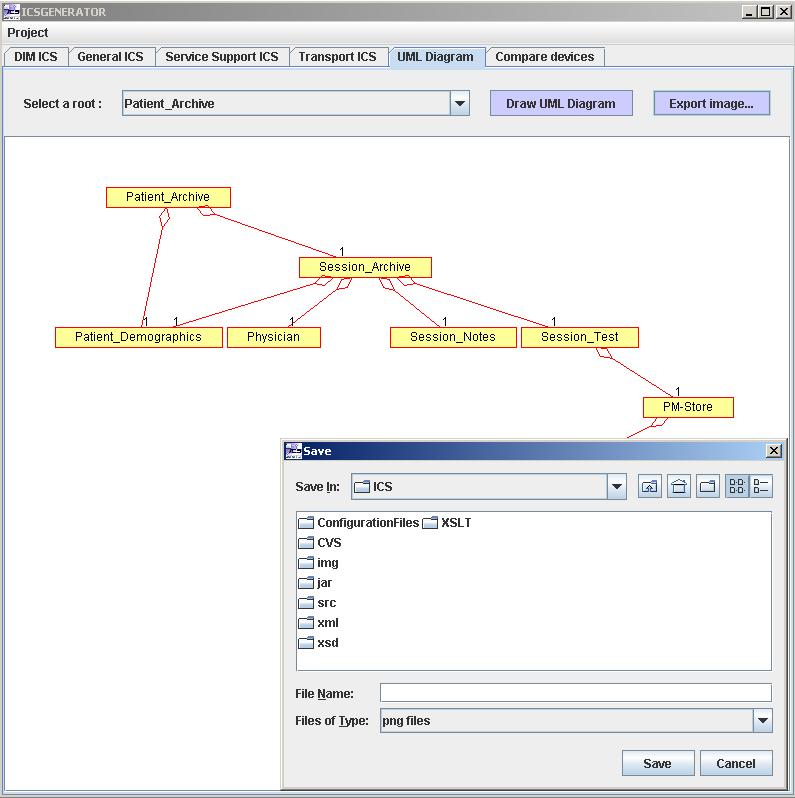 ICSGENERATOR
Project
DIM ICS General ICS Service Support ICS Transport ICS UML Diagram Compare devices
Select a root : Patient_Archive Draw UML Diagram Export image...
Patient_Archive
1
Session_Archive
1 1 1 1 1
Patient_Demographics Physician Session_Notes Session_Test
1
PM-Store
Save
Save In: ICS
ConfigurationFiles XSLT
CVS
img
jar
src
xml
xsd
File Name:
Files of Type: png files
Save Cancel